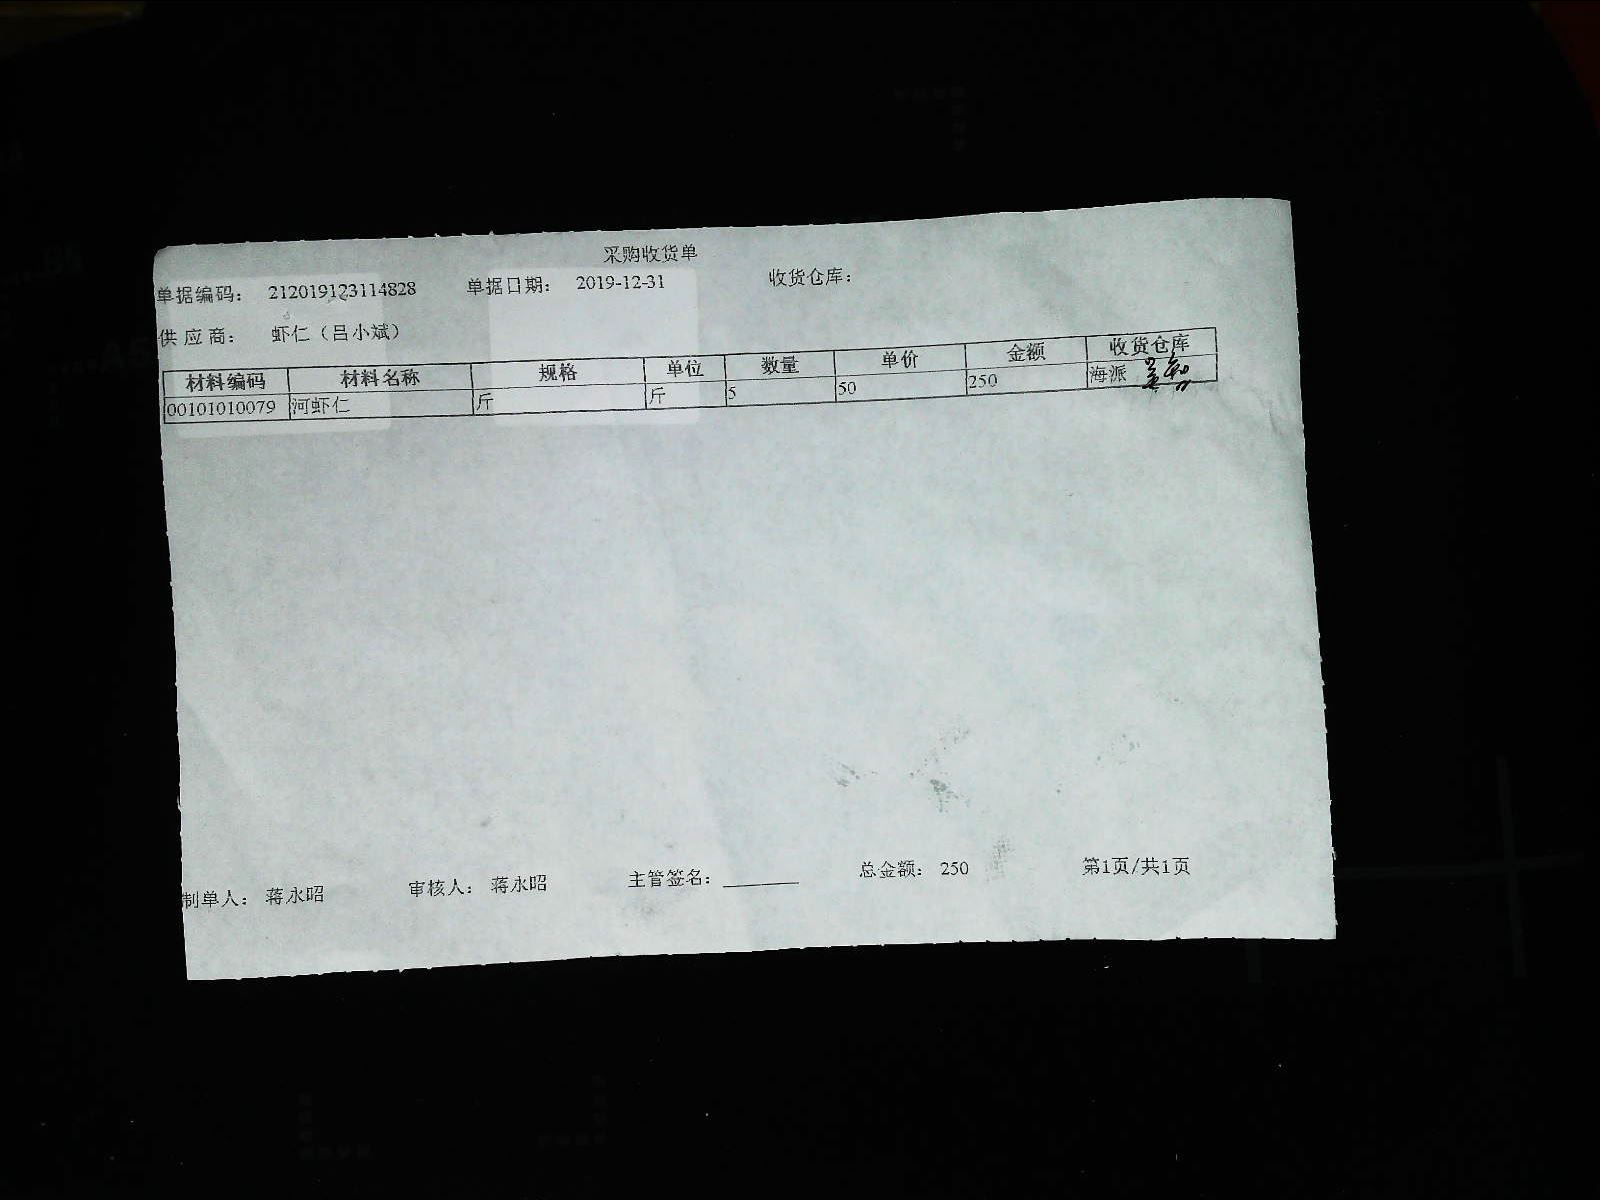 采购收货单
单据编码： 212019123114828 单据日期： 2019-12-31 收货仓库：
供 应 商： 虾仁（吕小斌）
材料编码 材料名称 规格 单位 数量 单价 金额 收货仓库
00101010079 河虾仁 斤 斤 5 50 250 海派
制单人： 蒋永昭 审核人： 蒋永昭 主管签名： 总金额： 250 第1页/共1页